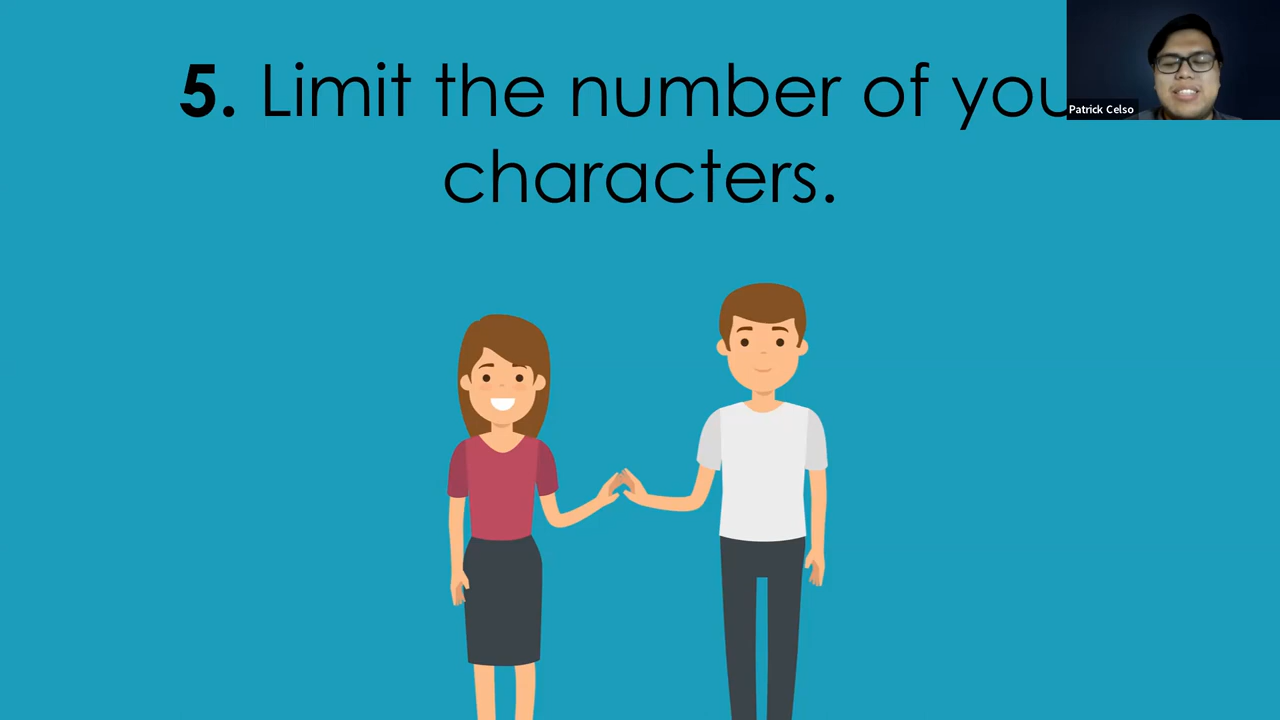 5. Limit the number of you
characters.
Patrick Celso